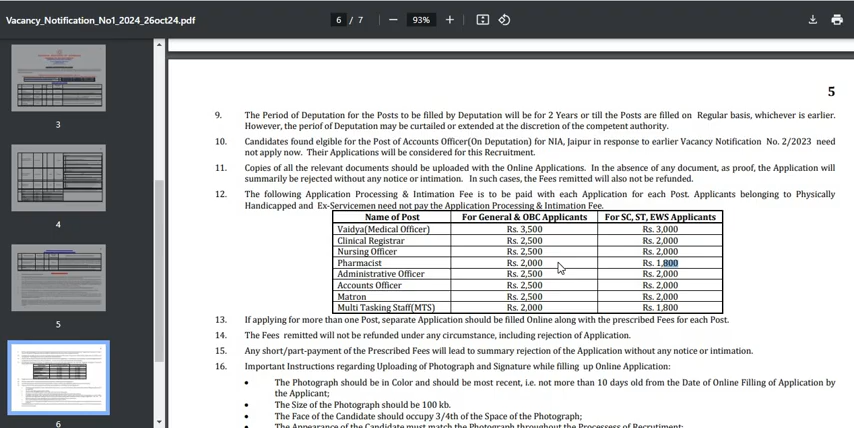 Vacancy_Notification_No1_2024_26oct24.pdf
6 / 7
93%
3
4
5
6
5
9. The Period of Deputation for the Posts to be filled by Deputation will be for 2 Years or till the Posts are filled on Regular basis, whichever is earlier.
However, the periof of Deputation may be curtailed or extended at the discretion of the competent authority.
10. Candidates found elgible for the Post of Accounts Officer(On Deputation) for NIA, Jaipur in response to earlier Vacancy Notification No. 2/2023 need
not apply now. Their Applications will be considered for this Recruitment.
11. Copies of all the relevant documents should be uploaded with the Online Applications. In the absence of any document, as proof, the Application will
summarily be rejected without any notice or intimation. In such cases, the Fees remitted will also not be refunded.
12. The following Application Processing & Intimation Fee is to be paid with each Application for each Post. Applicants belonging to Physically
Handicapped and Ex-Servicemen need not pay the Application Processing & Intimation Fee.
Name of Post For General & OBC Applicants For SC, ST, EWS Applicants
Vaidya(Medical Officer) Rs. 3,500 Rs. 3,000
Clinical Registrar Rs. 2,500 Rs. 2,000
Nursing Officer Rs. 2,500 Rs. 2,000
Pharmacist Rs. 2,000 Rs. 1,800
Administrative Officer Rs. 2,500 Rs. 2,000
Accounts Officer Rs. 2,500 Rs. 2,000
Matron Rs. 2,500 Rs. 2,000
Multi Tasking Staff(MTS) Rs. 2,000 Rs. 1,800
13. If applying for more than one Post, separate Application should be filled Online along with the prescribed Fees for each Post.
14. The Fees remitted will not be refunded under any circumstance, including rejection of Application.
15. Any short/part-payment of the Prescribed Fees will lead to summary rejection of the Application without any notice or intimation.
16. Important Instructions regarding Uploading of Photograph and Signature while filling up Online Application:
• The Photograph should be in Color and should be most recent, i.e. not more than 10 days old from the Date of Online Filling of Application by
the Applicant;
• The Size of the Photograph should be 100 kb.
• The Face of the Candidate should occupy 3/4th of the Space of the Photograph;
• The Appearance of the Candidate must match the Photograph throughout the Processess of Recrutiment;